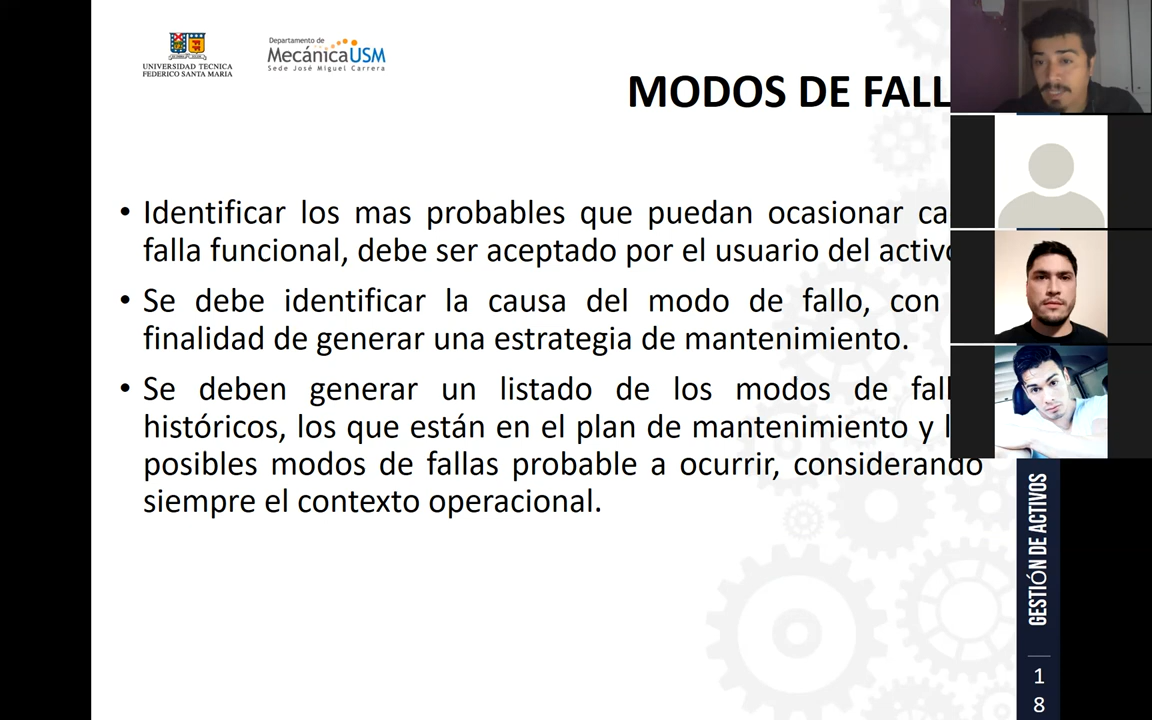 UNIVERSIDAD TECNICA
FEDERICO SANTA MARIA
Departamento de
MecánicaUSM
Sede José Miguel Carrera
MODOS DE FALL
• Identificar los mas probables que puedan ocasionar ca
falla funcional, debe ser aceptado por el usuario del activo
• Se debe identificar la causa del modo de fallo, con
finalidad de generar una estrategia de mantenimiento.
• Se deben generar un listado de los modos de fall
históricos, los que están en el plan de mantenimiento y l
posibles modos de fallas probable a ocurrir, considerando
siempre el contexto operacional.
GESTIÓN DE ACTIVOS
1
8